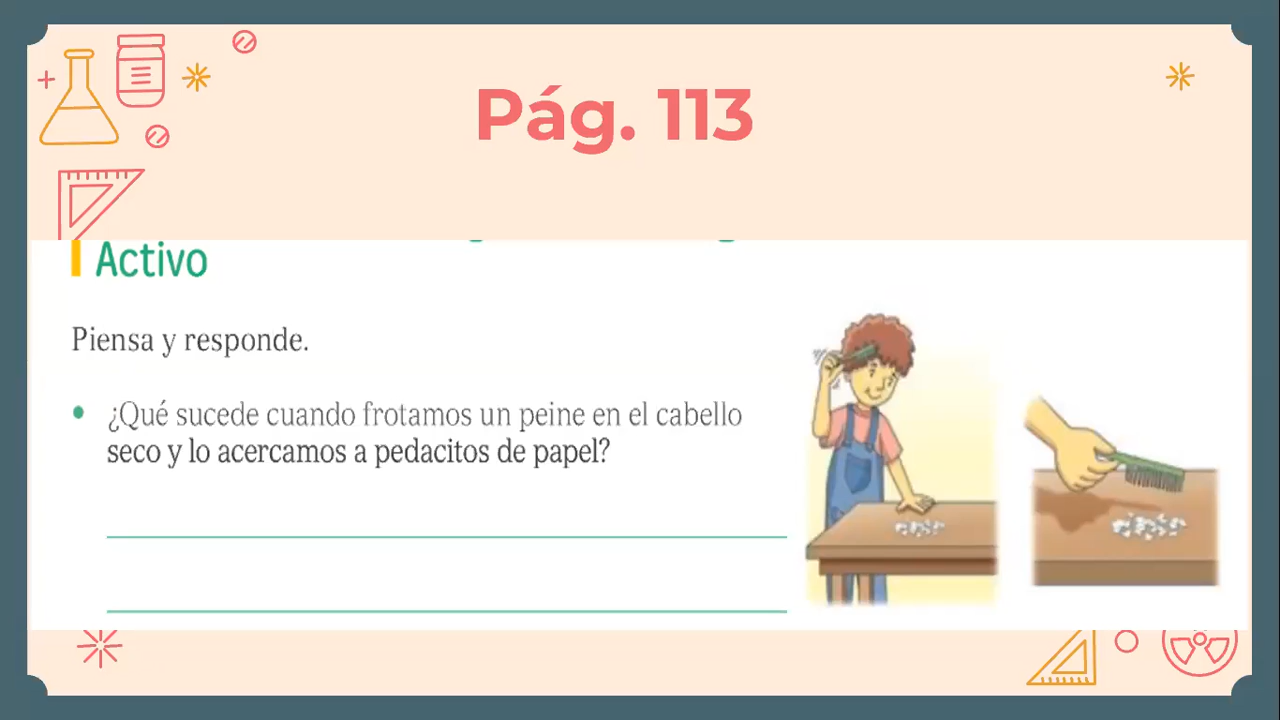 Pág. 113
Activo
Piensa y responde.
• ¿Qué sucede cuando frotamos un peine en el cabello
seco y lo acercamos a pedacitos de papel?